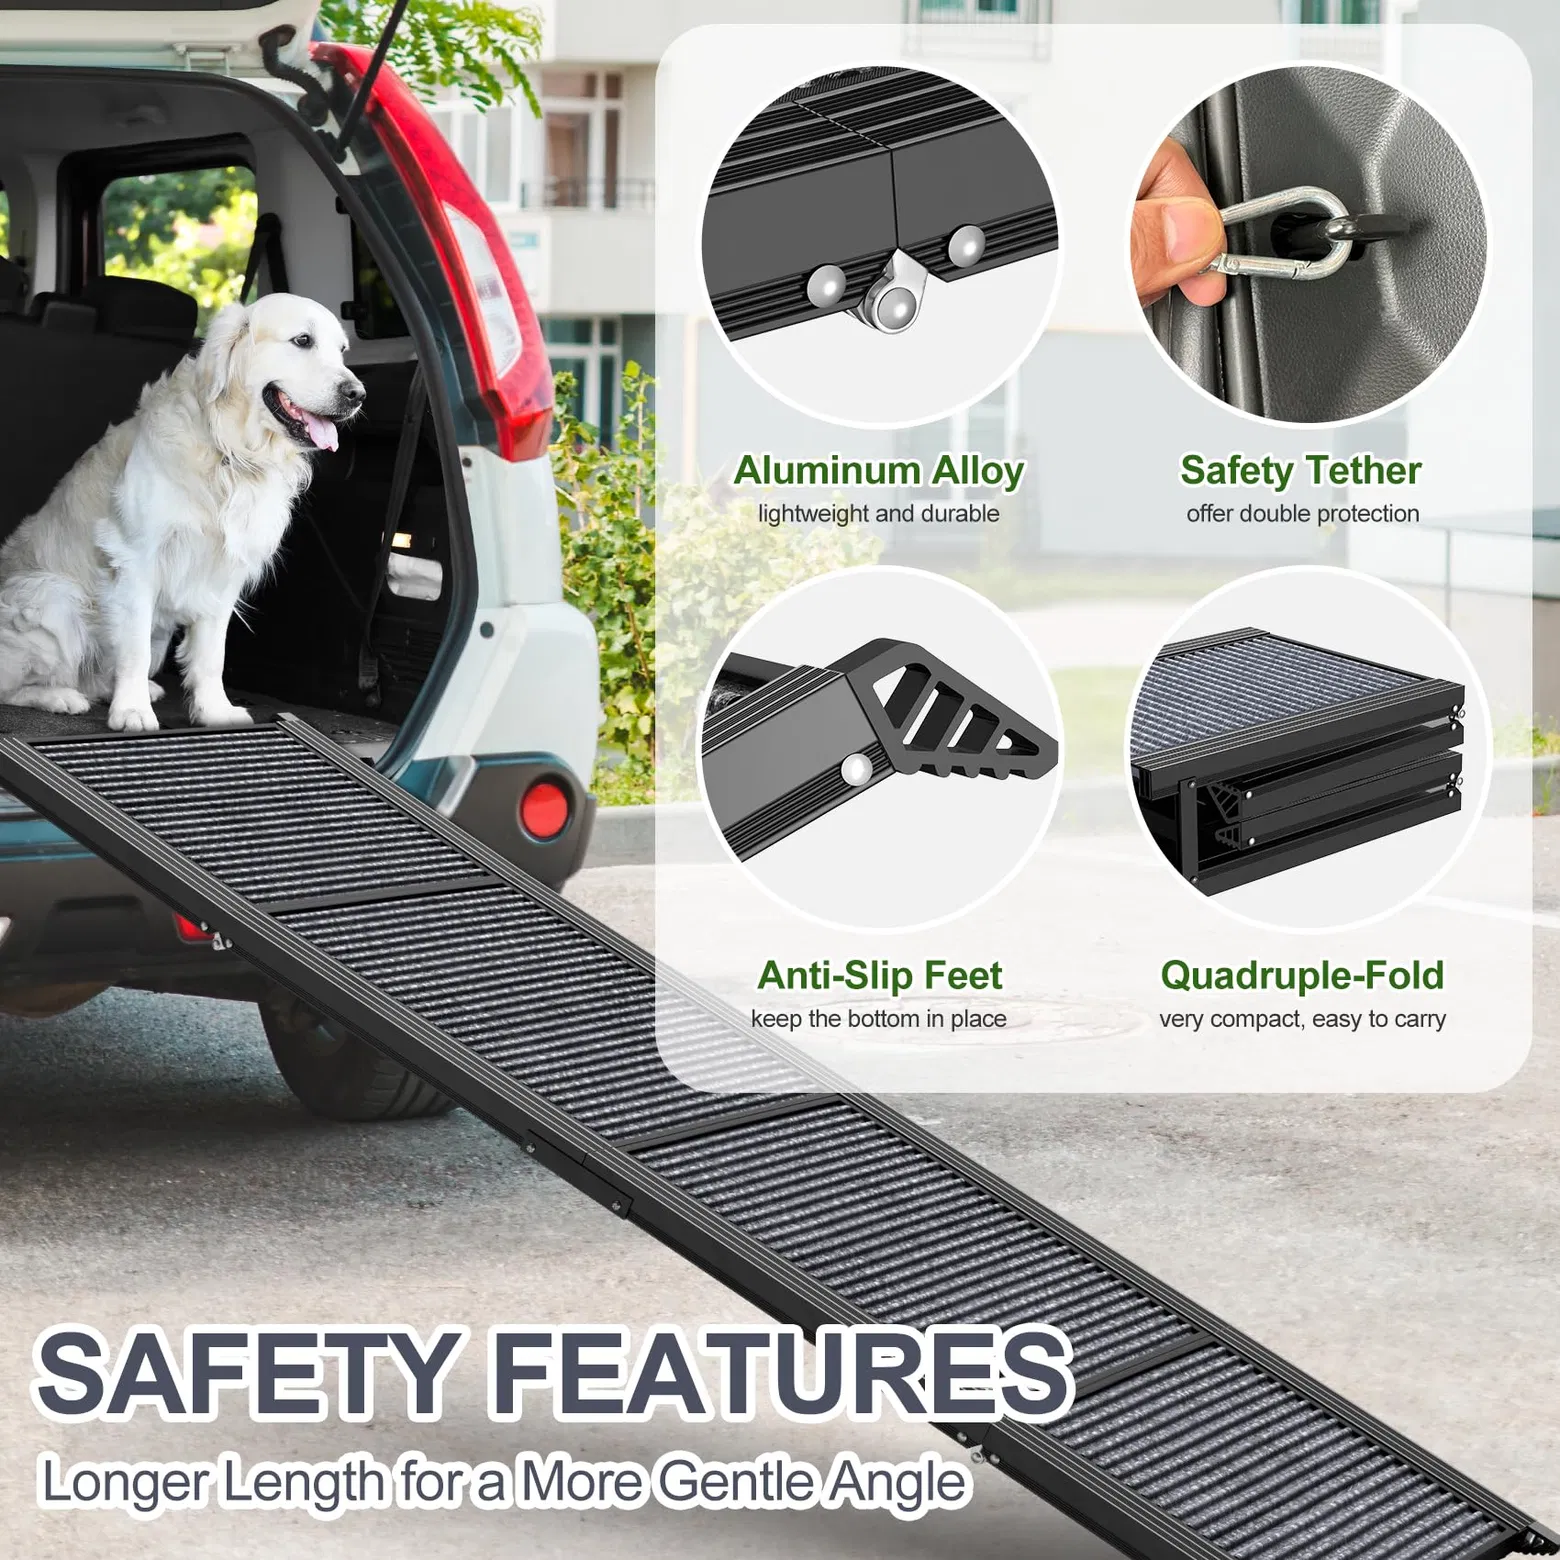 Aluminum Alloy
lightweight and durable
Safety Tether
offer double protection
Anti-Slip Feet
keep the bottom in place
Quadruple-Fold
very compact, easy to carry
SAFETY FEATURES
Longer Length for a More Gentle Angle